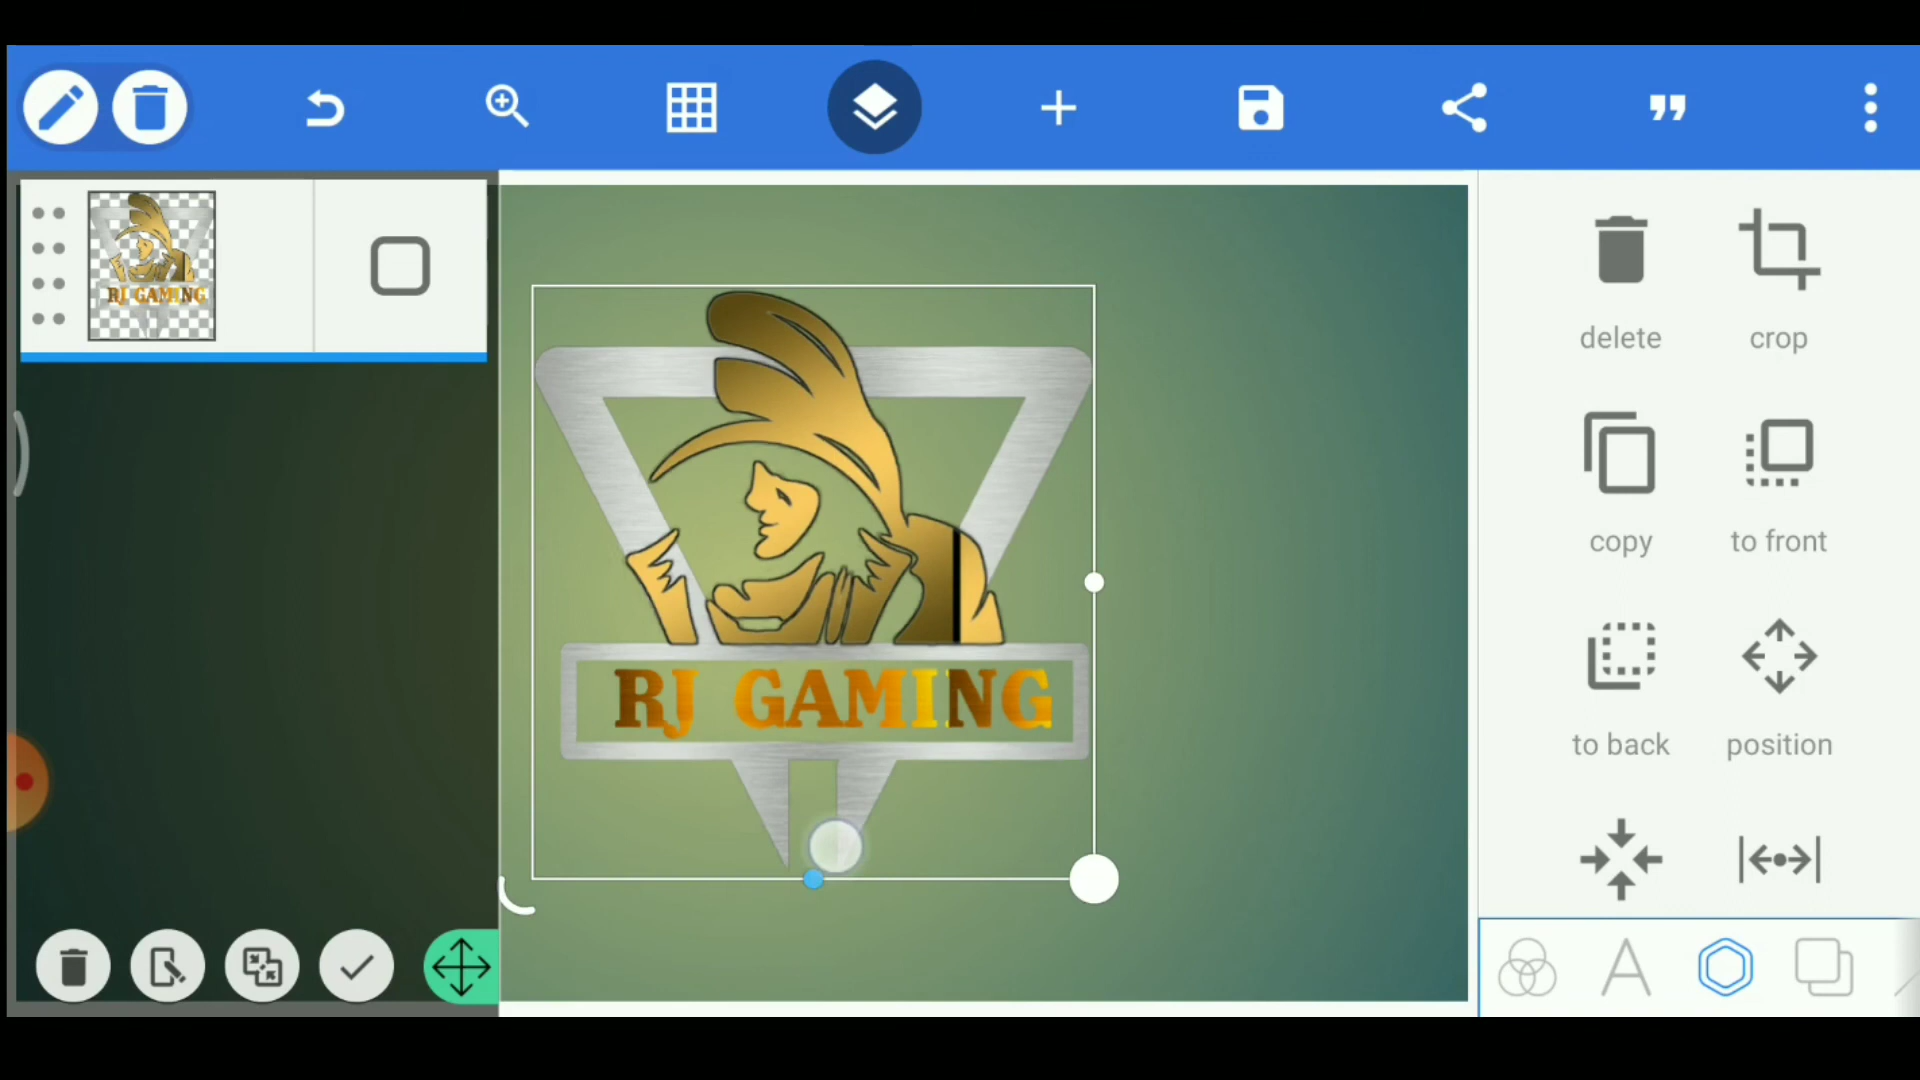 RJ GAMING
RJ GAMING
delete
crop
copy
to front
to back
position